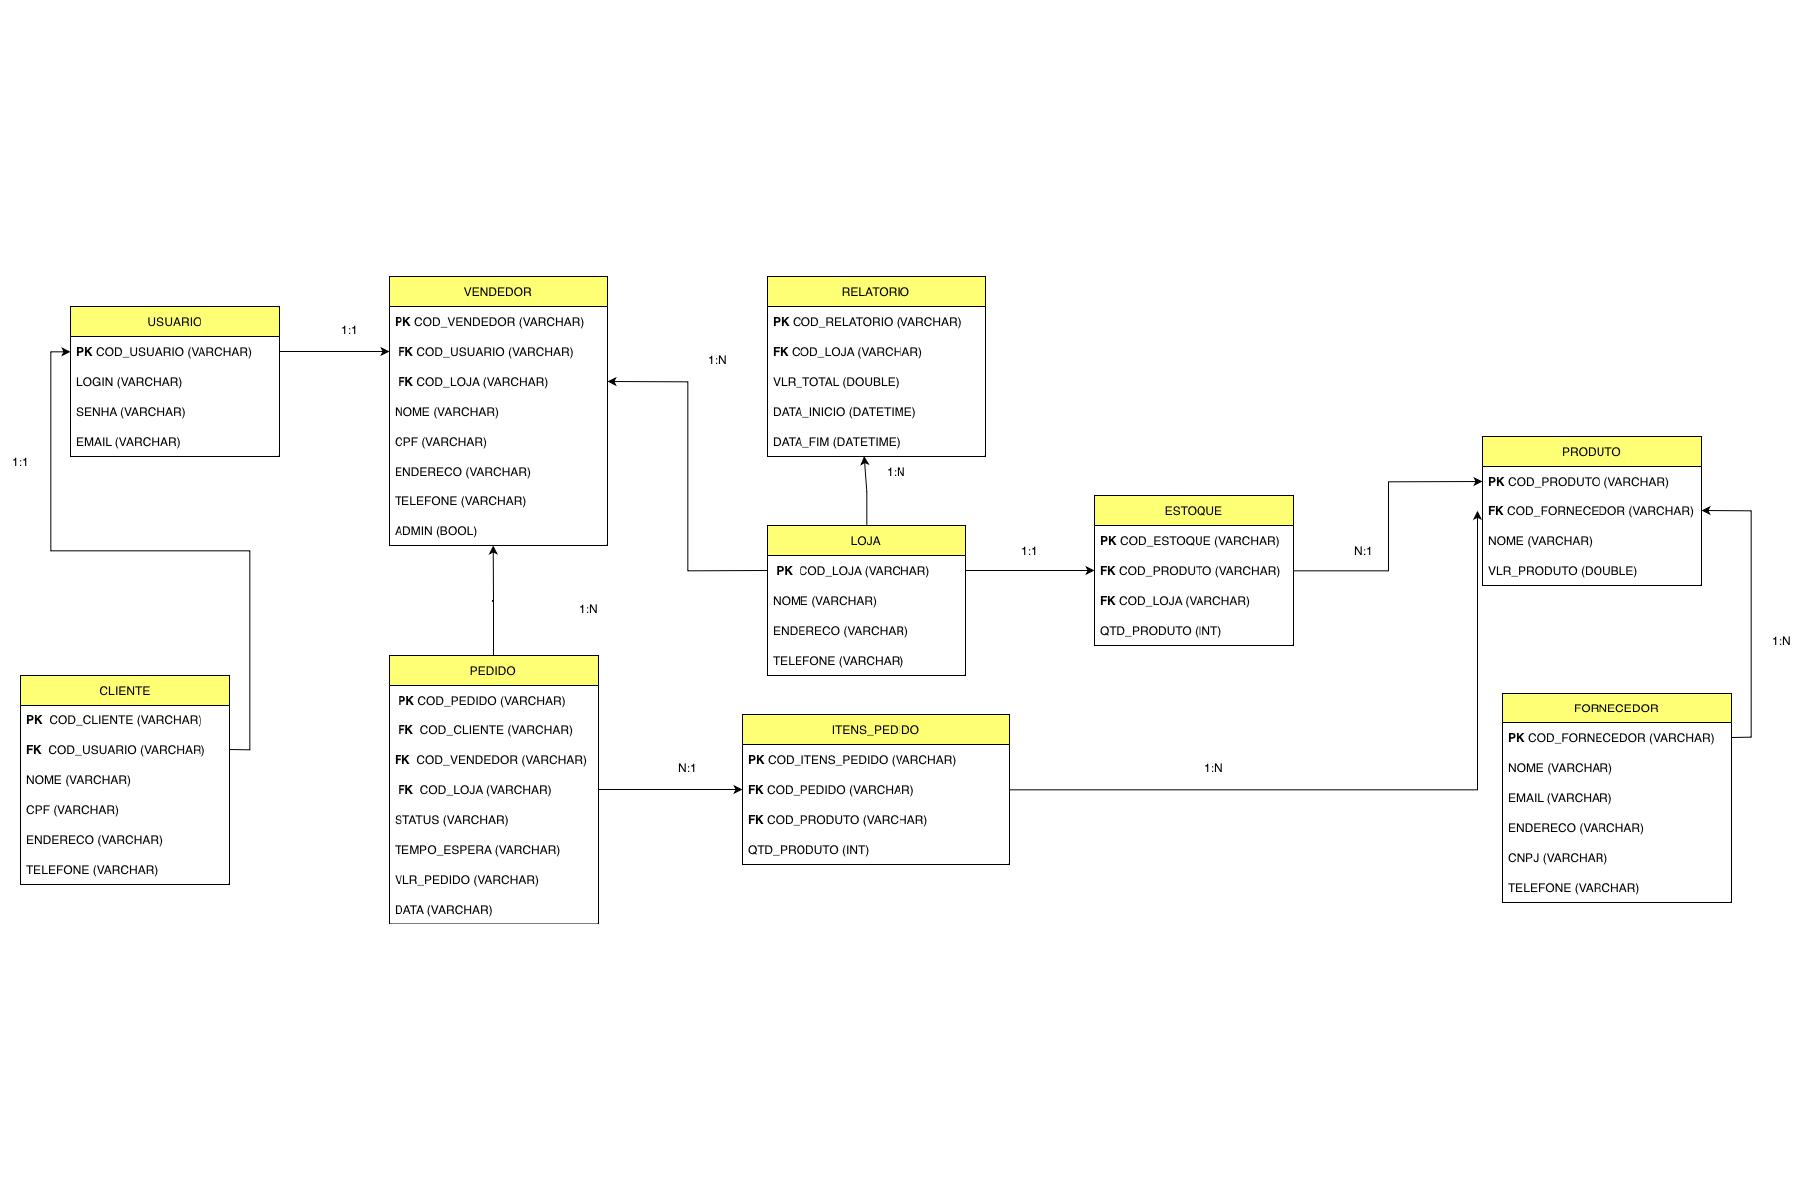 USUARIO
PK COD_USUARIO (VARCHAR)
LOGIN (VARCHAR)
SENHA (VARCHAR)
EMAIL (VARCHAR)
1:1
1:1
VENDEDOR
PK COD_VENDEDOR (VARCHAR)
FK COD_USUARIO (VARCHAR)
FK COD_LOJA (VARCHAR)
NOME (VARCHAR)
CPF (VARCHAR)
ENDERECO (VARCHAR)
TELEFONE (VARCHAR)
ADMIN (BOOL)
1:N
RELATORIO
PK COD_RELATORIO (VARCHAR)
FK COD_LOJA (VARCHAR)
VLR_TOTAL (DOUBLE)
DATA_INICIO (DATETIME)
DATA_FIM (DATETIME)
1:N
LOJA
PK COD_LOJA (VARCHAR)
NOME (VARCHAR)
ENDERECO (VARCHAR)
TELEFONE (VARCHAR)
1:1
ESTOQUE
PK COD_ESTOQUE (VARCHAR)
FK COD_PRODUTO (VARCHAR)
FK COD_LOJA (VARCHAR)
QTD_PRODUTO (INT)
N:1
PRODUTO
PK COD_PRODUTO (VARCHAR)
FK COD_FORNECEDOR (VARCHAR)
NOME (VARCHAR)
VLR_PRODUTO (DOUBLE)
1:N
CLIENTE
PK COD_CLIENTE (VARCHAR)
FK COD_USUARIO (VARCHAR)
NOME (VARCHAR)
CPF (VARCHAR)
ENDERECO (VARCHAR)
TELEFONE (VARCHAR)
1:N
PEDIDO
PK COD_PEDIDO (VARCHAR)
FK COD_CLIENTE (VARCHAR)
FK COD_VENDEDOR (VARCHAR)
FK COD_LOJA (VARCHAR)
STATUS (VARCHAR)
TEMPO_ESPERA (VARCHAR)
VLR_PEDIDO (VARCHAR)
DATA (VARCHAR)
N:1
ITENS_PEDIDO
PK COD_ITENS_PEDIDO (VARCHAR)
FK COD_PEDIDO (VARCHAR)
FK COD_PRODUTO (VARCHAR)
QTD_PRODUTO (INT)
1:N
FORNECEDOR
PK COD_FORNECEDOR (VARCHAR)
NOME (VARCHAR)
EMAIL (VARCHAR)
ENDERECO (VARCHAR)
CNPJ (VARCHAR)
TELEFONE (VARCHAR)